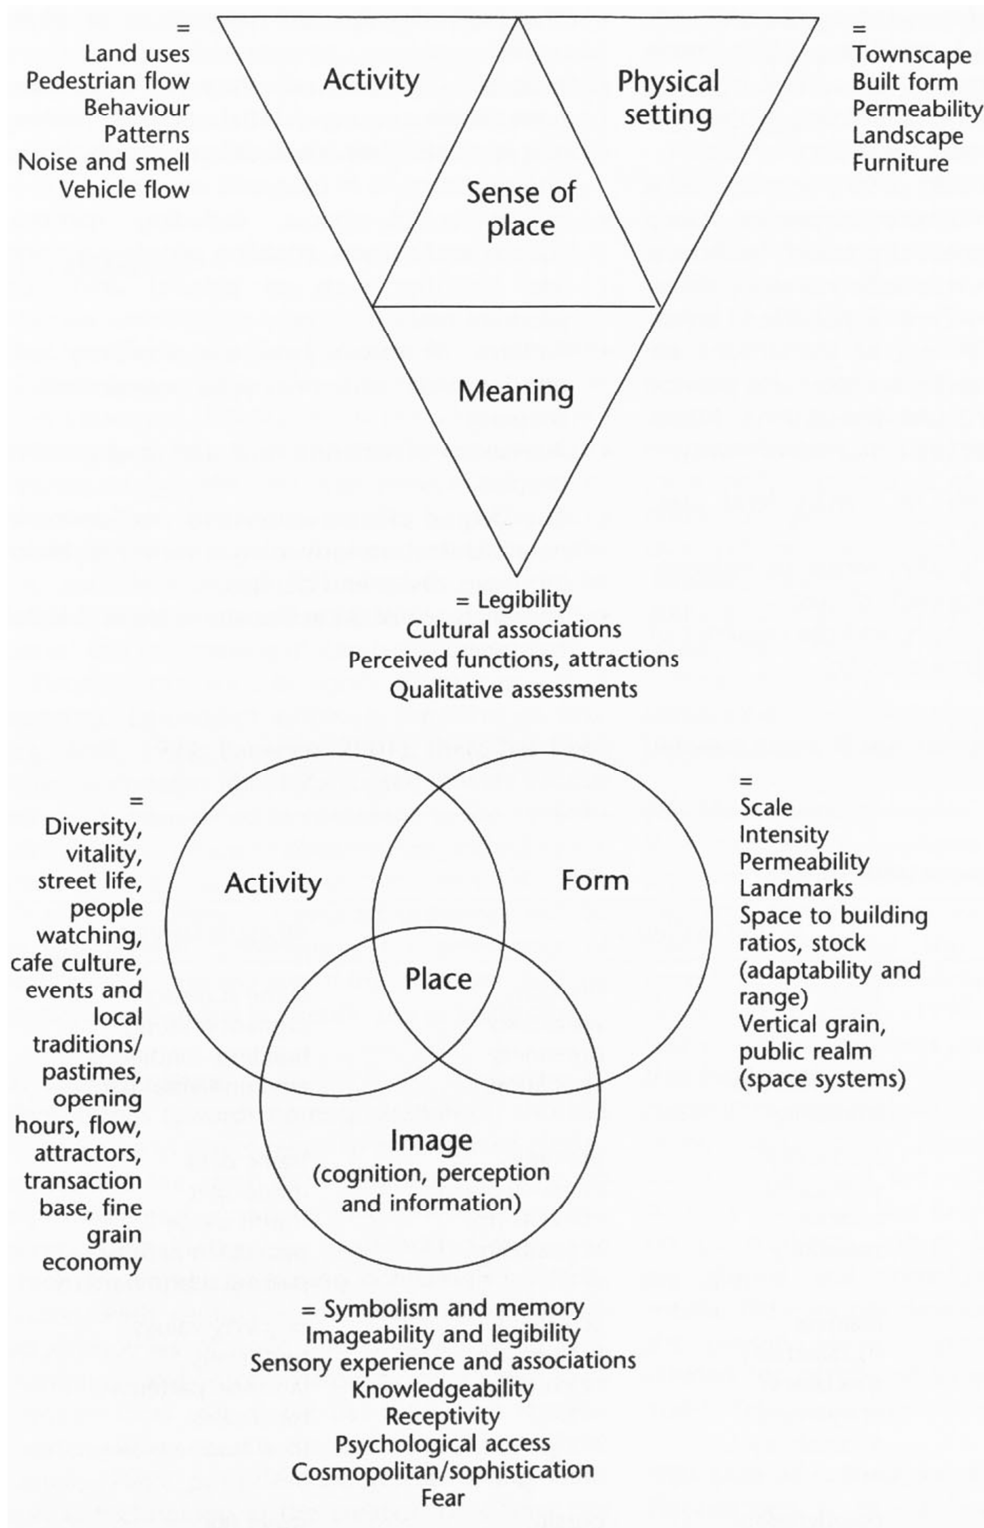 =
Land uses
Pedestrian flow
Behaviour
Patterns
Noise and smell
Vehicle flow
Activity
Physical
setting
=
Townscape
Built form
Permeability
Landscape
Furniture
Sense of
place
Meaning
= Legibility
Cultural associations
Perceived functions, attractions
Qualitative assessments
=
Diversity,
vitality,
street life,
people
watching,
cafe culture,
events and
local
traditions/
pastimes,
opening
hours, flow,
attractors,
transaction
base, fine
grain
economy
Activity
Form
Place
Image
(cognition, perception
and information)
=
Scale
Intensity
Permeability
Landmarks
Space to building
ratios, stock
(adaptability and
range)
Vertical grain,
public realm
(space systems)
= Symbolism and memory
Imageability and legibility
Sensory experience and associations
Knowledgeability
Receptivity
Psychological access
Cosmopolitan/sophistication
Fear